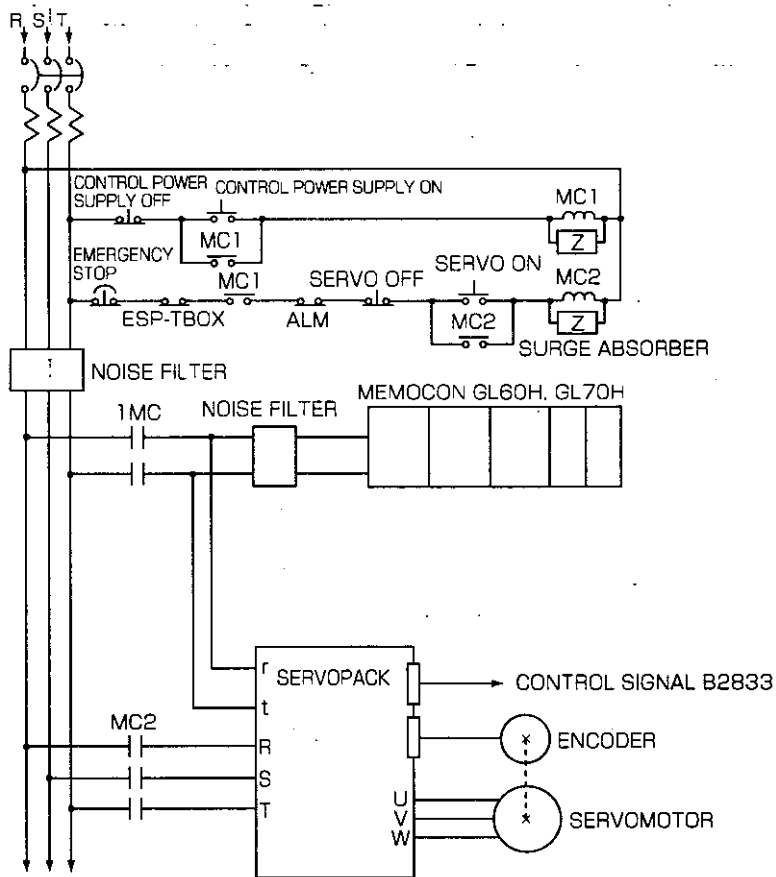 R S T
CONTROL POWER
SUPPLY OFF
CONTROL POWER SUPPLY ON
MC1
MC1
Z
EMERGENCY
STOP
MC1
SERVO OFF
SERVO ON
MC2
ESP-TBOX
ALM
MC2
Z
SURGE ABSORBER
NOISE FILTER
MEMOCON GL60H, GL70H
1MC
NOISE FILTER
r
SERVOPACK
CONTROL SIGNAL B2833
t
MC2
R
ENCODER
S
T
U
V
W
SERVOMOTOR